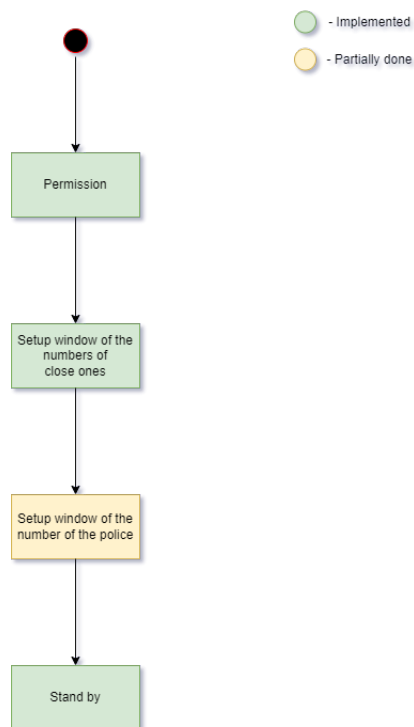 - Implemented
- Partially done
Permission
Setup window of the
numbers of
close ones
Setup window of the
number of the police
Stand by